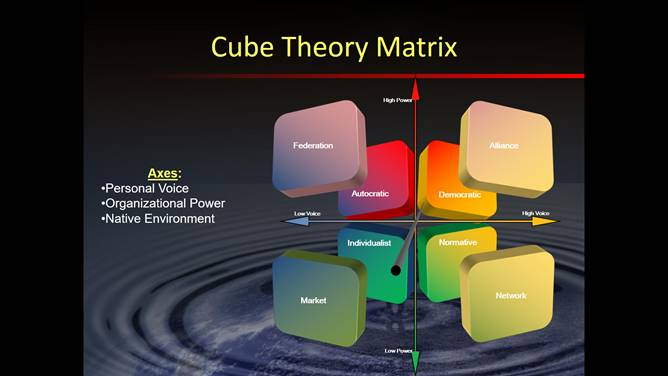 Cube Theory Matrix
High Power
Federation
Alliance
Axes:
•Personal Voice
•Organizational Power
•Native Environment
Autocratic
Democratic
Low Voice
High Voice
Individualist
Normative
Market
Network
Low Power